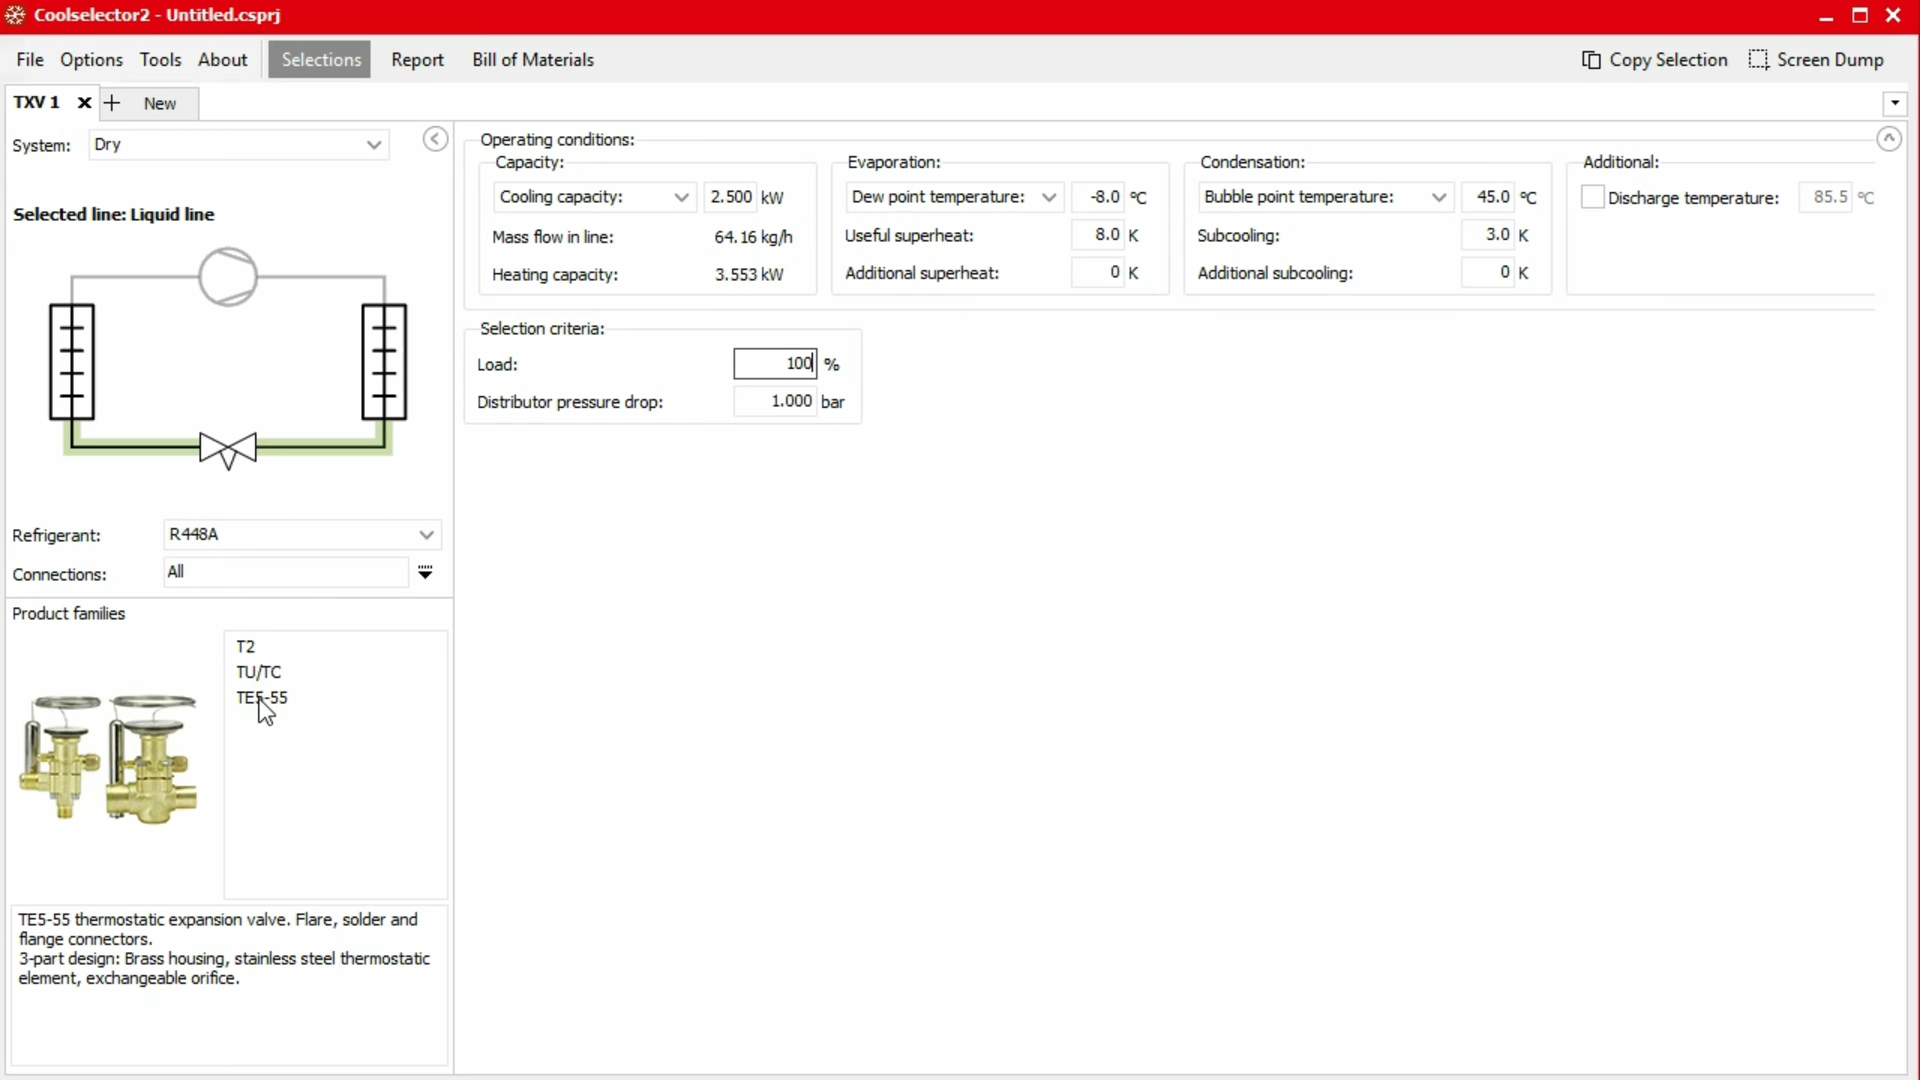 Coolselector2 - Untitled.csprj
File Options Tools About Selections Report Bill of Materials Copy Selection Screen Dump
TXV 1 New
System: Dry
Selected line: Liquid line
Refrigerant: R448A
Connections: All
Product families
T2
TU/TC
TE5-55
TE5-55 thermostatic expansion valve. Flare, solder and
flange connectors.
3-part design: Brass housing, stainless steel thermostatic
element, exchangeable orifice.
Operating conditions:
Capacity:
Cooling capacity: 2.500 kW
Mass flow in line: 64.16 kg/h
Heating capacity: 3.553 kW
Evaporation:
Dew point temperature: -8.0 °C
Useful superheat: 8.0 K
Additional superheat: 0 K
Condensation:
Bubble point temperature: 45.0 °C
Subcooling: 3.0 K
Additional subcooling: 0 K
Additional:
Discharge temperature: 85.5 °C
Selection criteria:
Load: 100 %
Distributor pressure drop: 1.000 bar